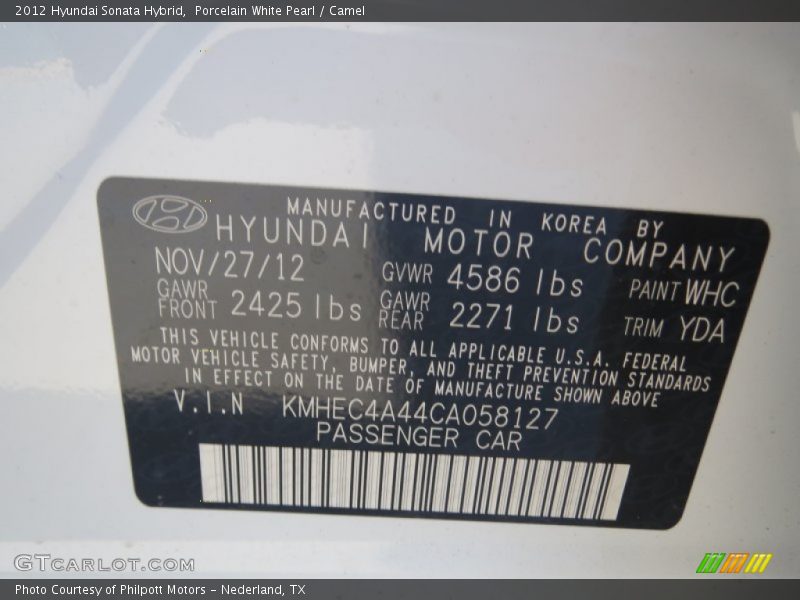 2012 Hyundai Sonata Hybrid,  Porcelain White Pearl / Camel
MANUFACTURED IN KOREA BY
HYUNDAI MOTOR COMPANY
NOV/27/12 GVWR 4586 lbs PAINT WHC
GAWR FRONT 2425 lbs GAWR REAR 2271 lbs TRIM YDA
THIS VEHICLE CONFORMS TO ALL APPLICABLE U.S.A. FEDERAL
MOTOR VEHICLE SAFETY, BUMPER, AND THEFT PREVENTION STANDARDS
IN EFFECT ON THE DATE OF MANUFACTURE SHOWN ABOVE
V.I.N KMHEC4A44CA058127
PASSENGER CAR
GTCARLOT.COM
Photo Courtesy of Philpott Motors - Nederland, TX